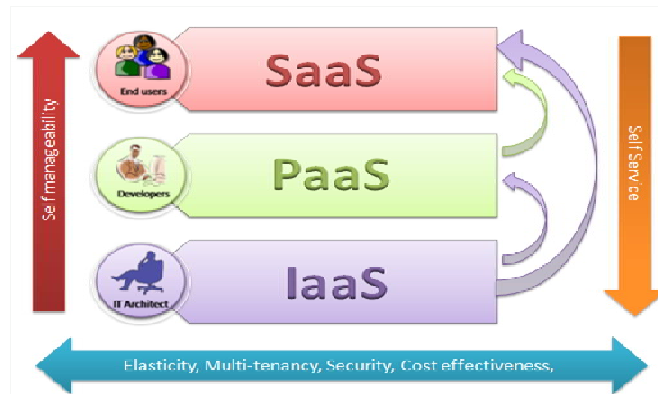 SaaS
End users
Self manageability
PaaS
Developers
Self Service
IaaS
IT Architect
Elasticity, Multi-tenancy, Security, Cost effectiveness,